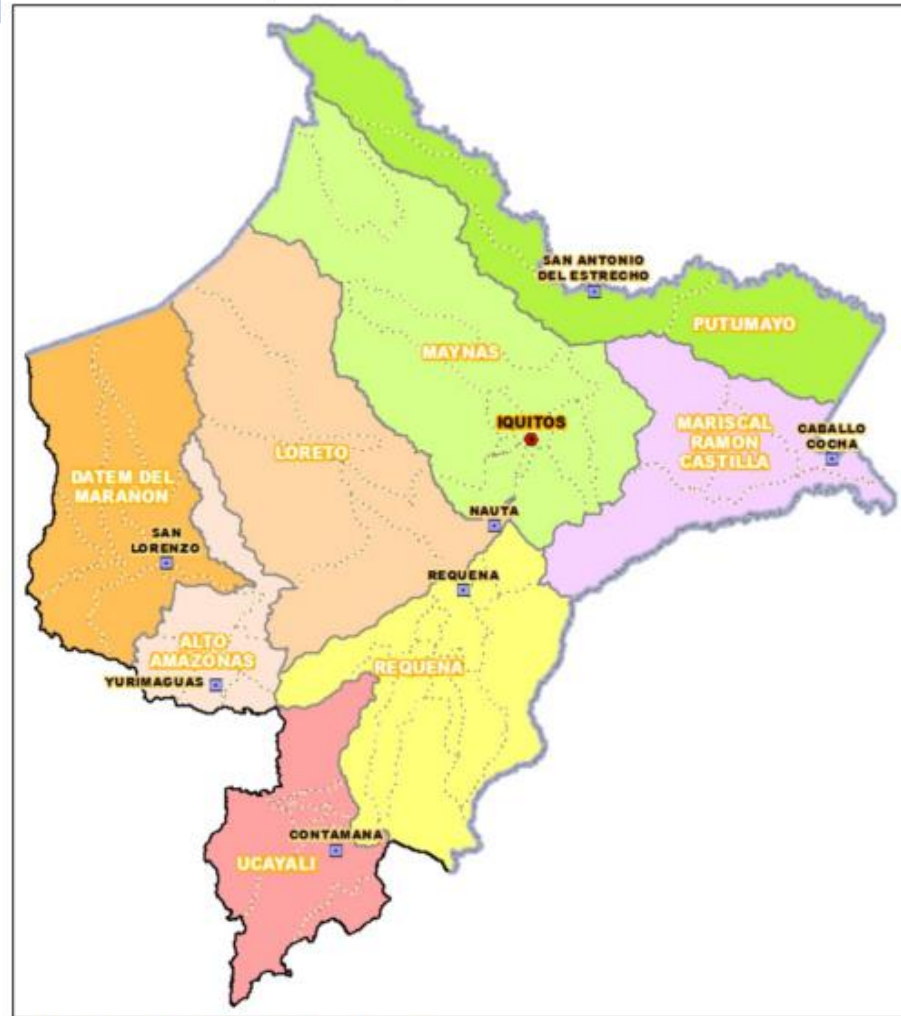 SAN ANTONIO
DEL ESTRECHO
PUTUMAYO
MAYNAS
IQUITOS
MARISCAL
RAMON
CASTILLA
CABALLO
COCHA
LORETO
DATEM DEL
MARAÑON
NAUTA
SAN
LORENZO
REQUENA
ALTO
AMAZONAS
REQUENA
YURIMAGUAS
CONTAMANA
UCAYALI